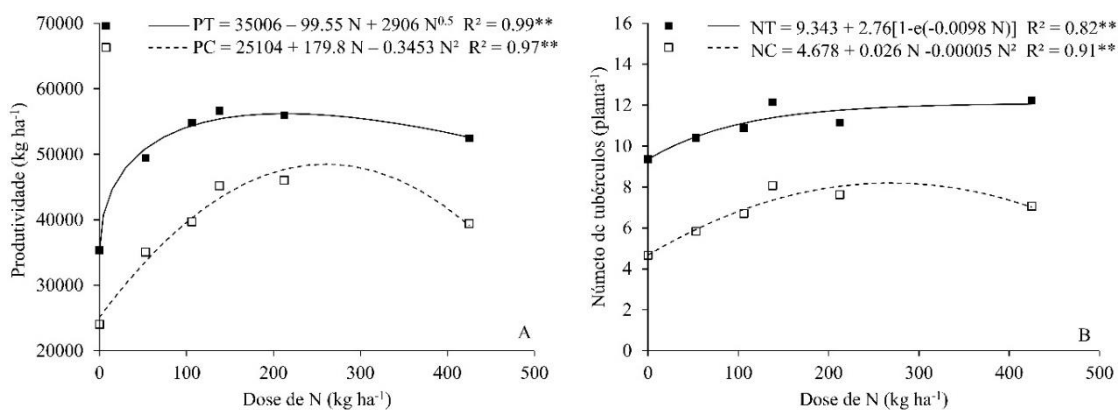 PT = 35006 – 99.55 N + 2906 N⁰·⁵ R² = 0.99**
PC = 25104 + 179.8 N – 0.3453 N² R² = 0.97**
Produtividade (kg ha⁻¹)
70000
60000
50000
40000
30000
20000
A
0
100
200
300
400
500
Dose de N (kg ha⁻¹)
NT = 9.343 + 2.76[1-e(-0.0098 N)] R² = 0.82**
NC = 4.678 + 0.026 N -0.00005 N² R² = 0.91**
Númcto dc tubérculos (planta⁻¹)
16
14
12
10
8
6
4
2
0
B
0
100
200
300
400
500
Dose de N (kg ha⁻¹)